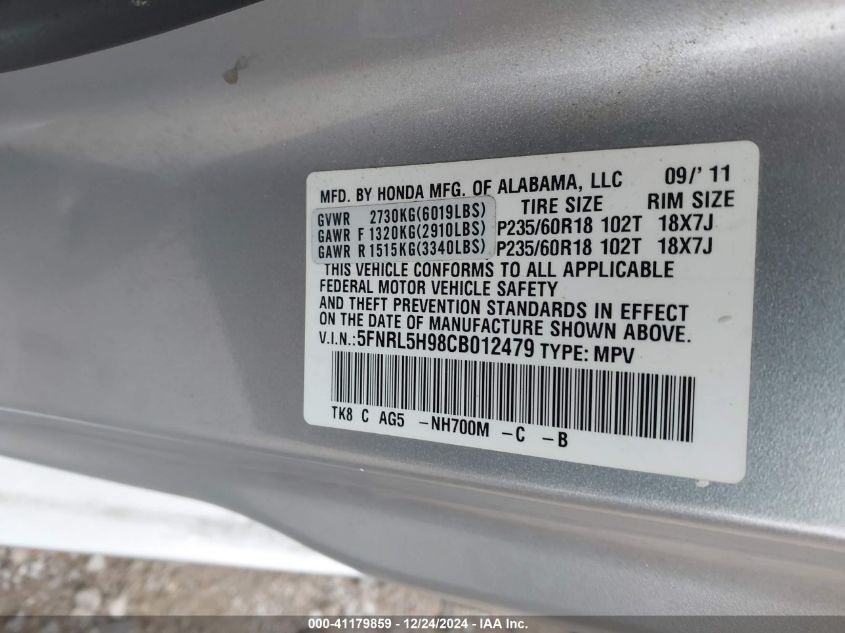 MFD. BY HONDA MFG. OF ALABAMA, LLC 09/' 11
GVWR 2730KG(6019LBS) TIRE SIZE RIM SIZE
GAWR F 1320KG(2910LBS) P235/60R18 102T 18X7J
GAWR R 1515KG(3340LBS) P235/60R18 102T 18X7J
THIS VEHICLE CONFORMS TO ALL APPLICABLE
FEDERAL MOTOR VEHICLE SAFETY
AND THEFT PREVENTION STANDARDS IN EFFECT
ON THE DATE OF MANUFACTURE SHOWN ABOVE.
V.I.N.:5FNRL5H98CB012479 TYPE: MPV
TK8 C AG5 -NH700M -C -B
000-41179859 | 12/24/2024 - IAA Inc.